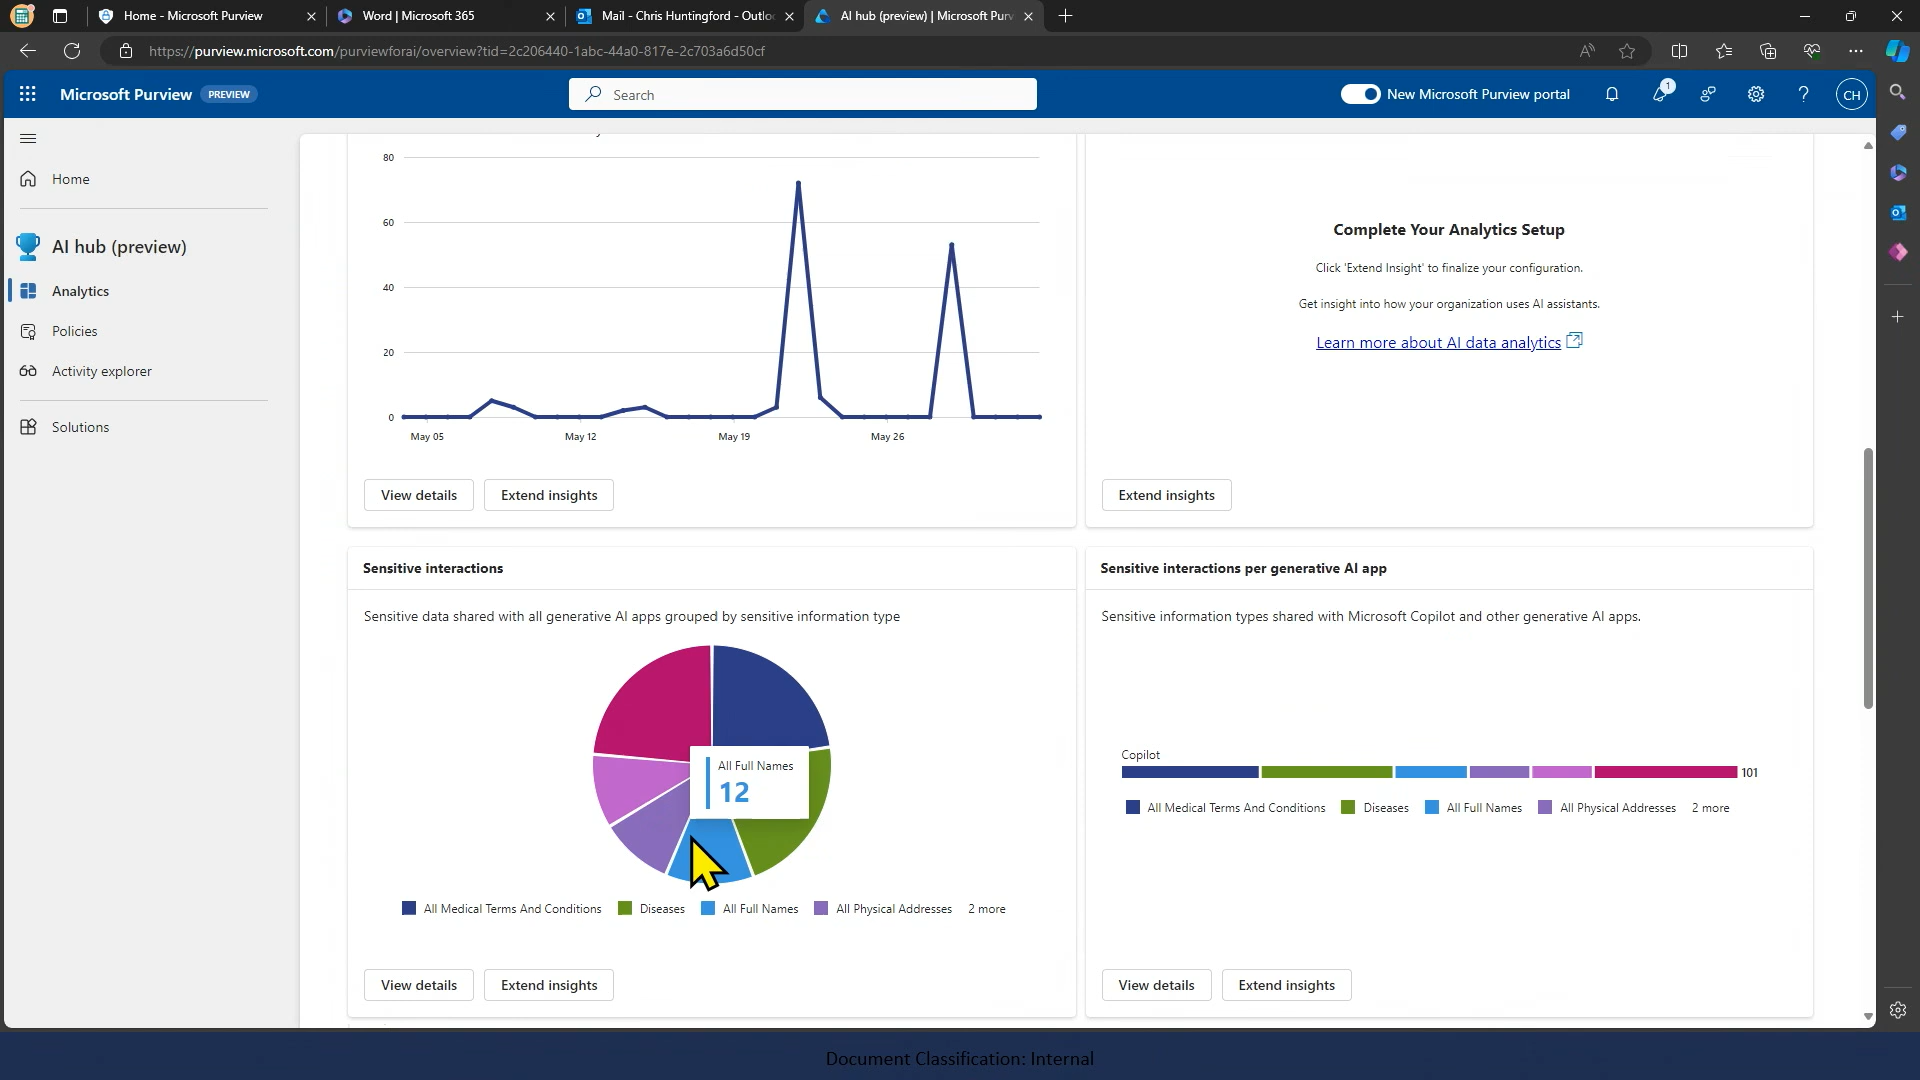 Home - Microsoft Purview
Word | Microsoft 365
Mail - Chris Huntingford - Outlo
AI hub (preview) | Microsoft Purv
https://purview.microsoft.com/purviewforai/overview?tid=2c206440-1abc-44a0-817e-2c703a6d50cf
Microsoft Purview PREVIEW
Search
New Microsoft Purview portal
1
?
CH
Home
AI hub (preview)
Analytics
Policies
Activity explorer
Solutions
80
60
40
20
0
May 05
May 12
May 19
May 26
View details
Extend insights
Complete Your Analytics Setup
Click 'Extend Insight' to finalize your configuration.
Get insight into how your organization uses AI assistants.
Learn more about AI data analytics
Extend insights
Sensitive interactions
Sensitive data shared with all generative AI apps grouped by sensitive information type
All Full Names
12
All Medical Terms And Conditions Diseases All Full Names All Physical Addresses 2 more
View details
Extend insights
Sensitive interactions per generative AI app
Sensitive information types shared with Microsoft Copilot and other generative AI apps.
Copilot
101
All Medical Terms And Conditions Diseases All Full Names All Physical Addresses 2 more
View details
Extend insights
Document Classification: Internal